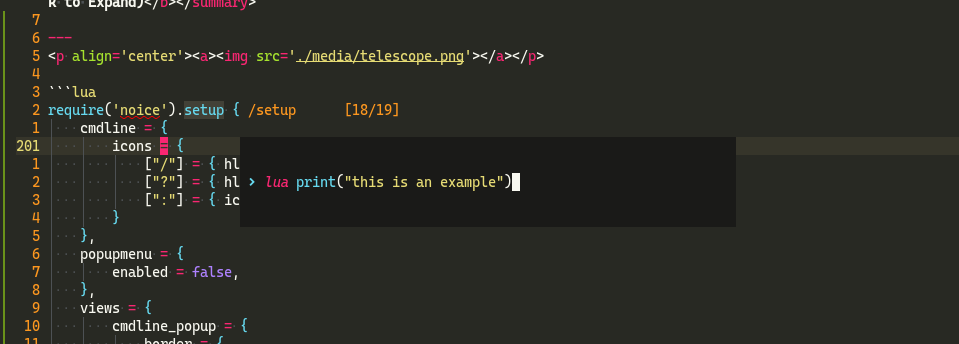 R to Expand)</b></summary>
7
6 ---
5 <p align='center'><a><img src='./media/telescope.png'></a></p>
4
3 ```lua
2 require('noice').setup { /setup [18/19]
1 cmdline = {
201 icons = {
1 ["/"] = { hl
2 ["?"] = { hl
› lua print("this is an example")
3 [":"] = { ic
4 }
5 },
6 popupmenu = {
7 enabled = false,
8 },
9 views = {
10 cmdline_popup = {
11 border = {